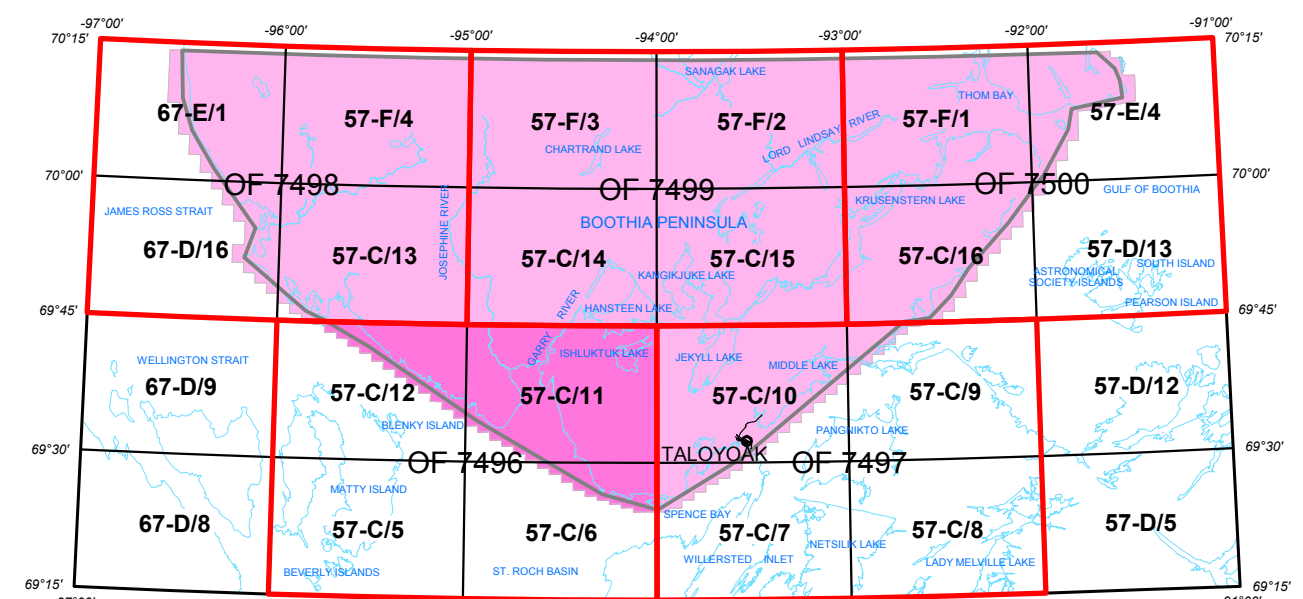 -97°00'
-96°00'
-95°00'
-94°00'
-93°00'
-92°00'
-91°00'
70°15'
70°15'
SANAGAK LAKE
THOM BAY
67-E/1
57-F/4
57-F/3
57-F/2
57-F/1
57-E/4
LORD LINDSAY RIVER
CHARTRAND LAKE
70°00'
OF 7498
OF 7499
OF 7500
70°00'
GULF OF BOOTHIA
KRUSENSTERN LAKE
JAMES ROSS STRAIT
JOSEPHINE RIVER
BOOTHIA PENINSULA
67-D/16
57-C/13
57-C/14
57-C/15
57-C/16
57-D/13
SOUTH ISLAND
KANGIKJUKE LAKE
ASTRONOMICAL
SOCIETY ISLANDS
PEARSON ISLAND
HANSTEEN LAKE
GARRY RIVER
69°45'
69°45'
WELLINGTON STRAIT
ISHLUKTUK LAKE
JEKYLL LAKE
MIDDLE LAKE
67-D/9
57-C/12
57-C/11
57-C/10
57-C/9
57-D/12
BLENKY ISLAND
PANGNIKTO LAKE
69°30'
TALOYOAK
OF 7496
OF 7497
69°30'
MATTY ISLAND
SPENCE BAY
67-D/8
57-C/5
57-C/6
57-C/7
57-C/8
57-D/5
NETSILIK LAKE
WILLERSTED INLET
LADY MELVILLE LAKE
BEVERLY ISLANDS
ST. ROCH BASIN
69°15'
69°15'